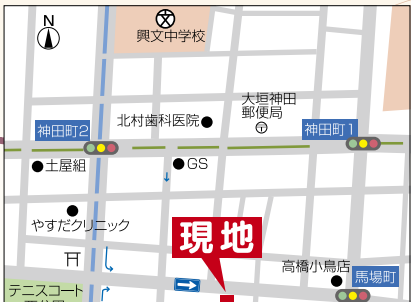 N
文
興文中学校
大垣神田
郵便局
北村歯科医院
神田町2
神田町1
土屋組
GS
やすだクリニック
現地
高橋小鳥店
馬場町
テニスコート